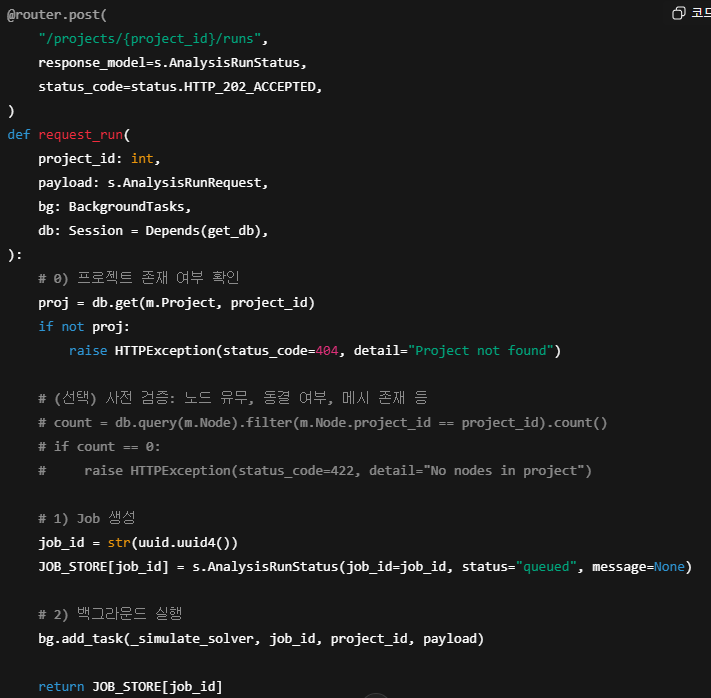 @router.post(
코드
    "/projects/{project_id}/runs",
    response_model=s.AnalysisRunStatus,
    status_code=status.HTTP_202_ACCEPTED,
)
def request_run(
    project_id: int,
    payload: s.AnalysisRunRequest,
    bg: BackgroundTasks,
    db: Session = Depends(get_db),
):
    # 0) 프로젝트 존재 여부 확인
    proj = db.get(m.Project, project_id)
    if not proj:
        raise HTTPException(status_code=404, detail="Project not found")

    # (선택) 사전 검증: 노드 유무, 동결 여부, 메시 존재 등
    # count = db.query(m.Node).filter(m.Node.project_id == project_id).count()
    # if count == 0:
    #     raise HTTPException(status_code=422, detail="No nodes in project")

    # 1) Job 생성
    job_id = str(uuid.uuid4())
    JOB_STORE[job_id] = s.AnalysisRunStatus(job_id=job_id, status="queued", message=None)

    # 2) 백그라운드 실행
    bg.add_task(_simulate_solver, job_id, project_id, payload)

    return JOB_STORE[job_id]